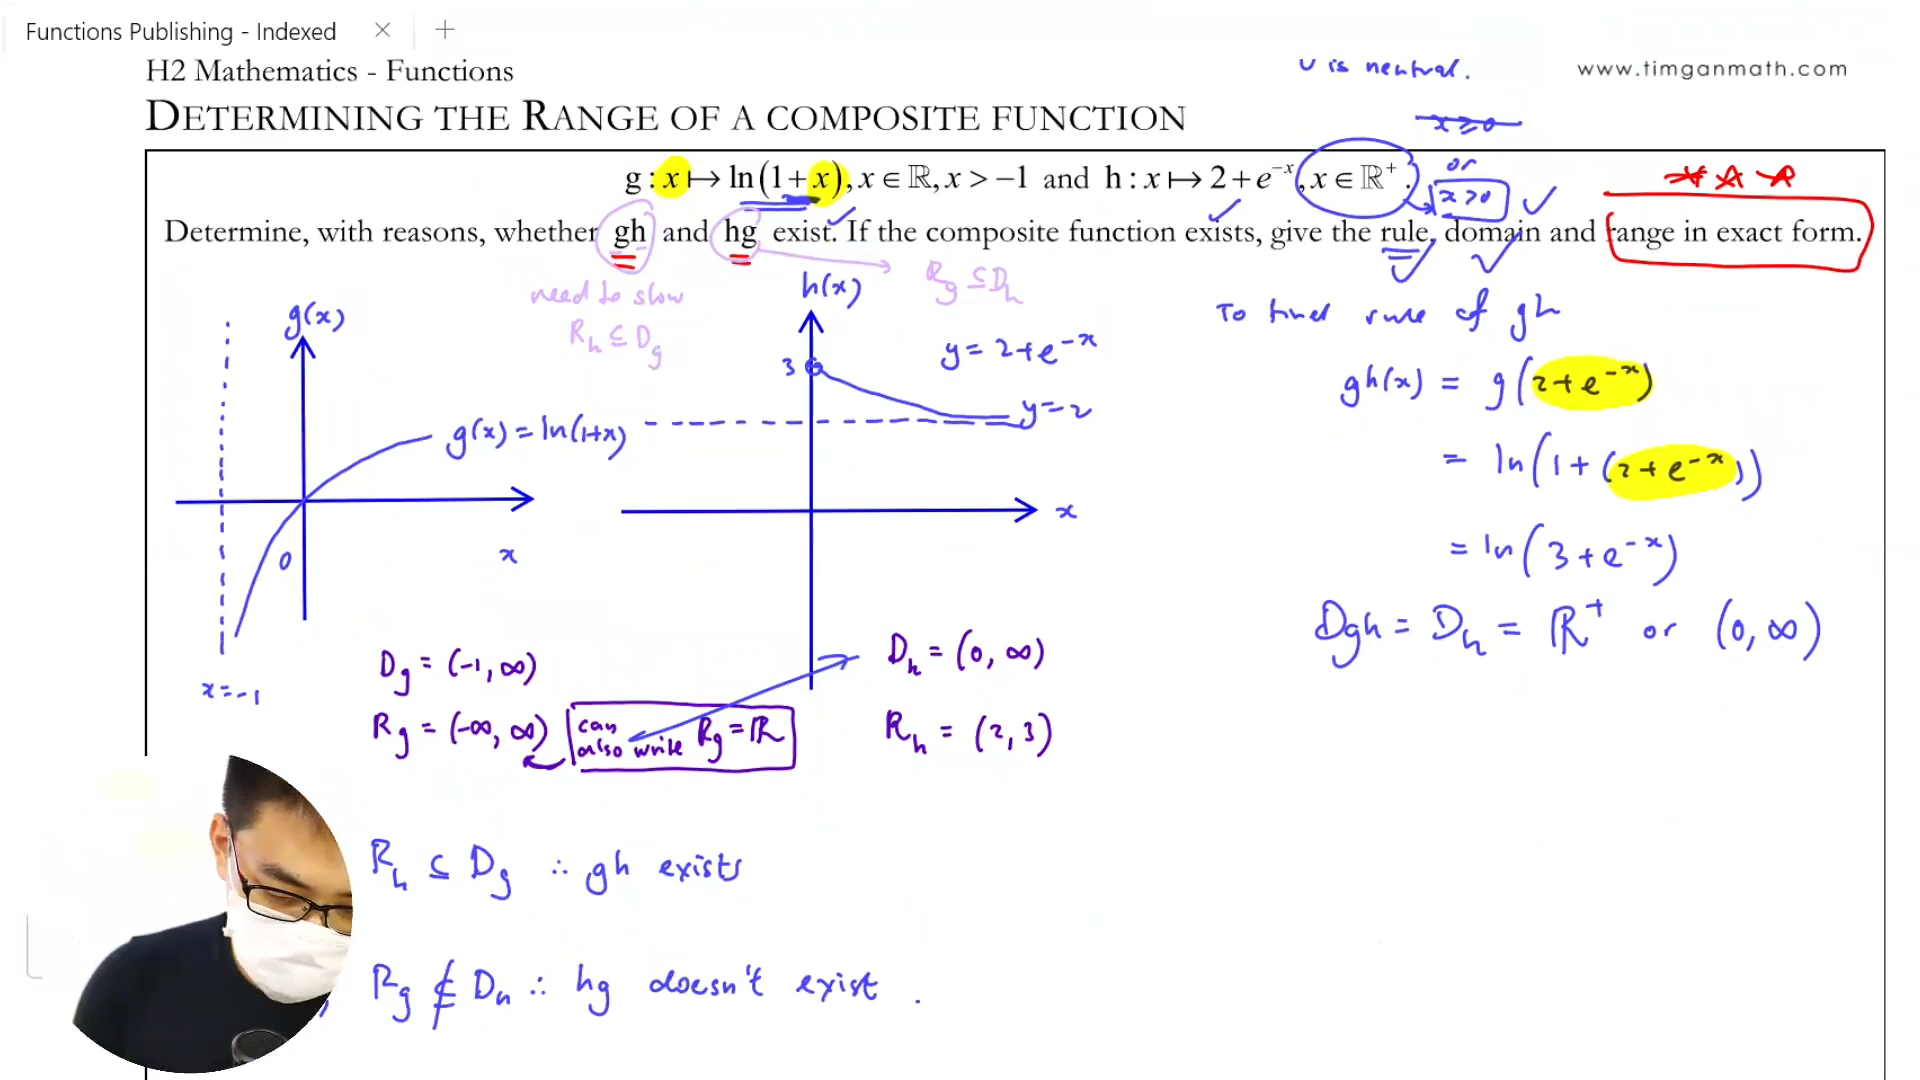 Functions Publishing - Indexed
H2 Mathematics - Functions
U is neutral.
www.timganmath.com
DETERMINING THE RANGE OF A COMPOSITE FUNCTION
x ≥ 0
or
x > 0
g : x ↦ ln(1 + x), x ∈ ℝ, x > −1 and h : x ↦ 2 + e⁻ˣ, x ∈ ℝ⁺.
Determine, with reasons, whether gh and hg exist. If the composite function exists, give the rule, domain and range in exact form.
need to show
R_h ⊆ D_g
R_g ⊆ D_h
g(x)
g(x) = ln(1+x)
0
x
x = -1
h(x)
3
y = 2 + e⁻ˣ
y = 2
x
To find rule of gh
gh(x) = g(2 + e⁻ˣ)
= ln(1 + (2 + e⁻ˣ))
= ln(3 + e⁻ˣ)
D_gh = D_h = ℝ⁺ or (0, ∞)
D_g = (-1, ∞)
R_g = (-∞, ∞)
can also write R_g = ℝ
D_h = (0, ∞)
R_h = (2, 3)
R_h ⊆ D_g ∴ gh exists
R_g ⊈ D_h ∴ hg doesn't exist.